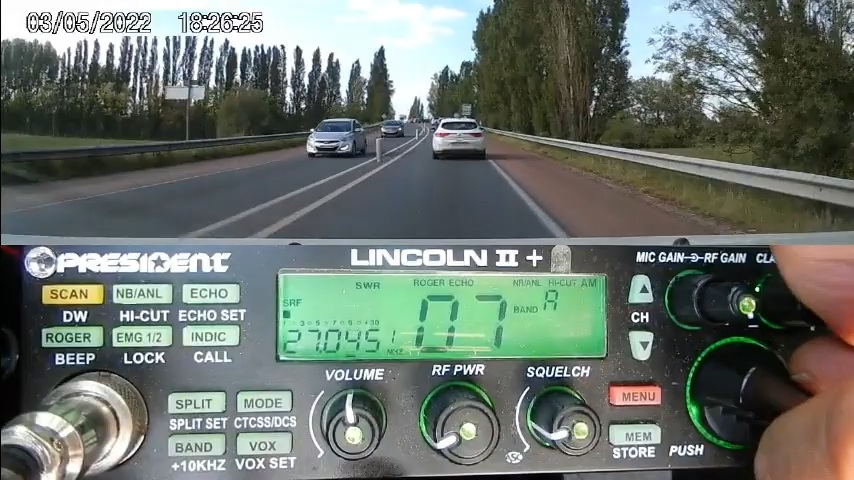 03/05/2022 18:26:25
PRESIDENT
LINCOLN II +
MIC GAIN RF GAIN
SCAN NB/ANL ECHO
DW HI-CUT ECHO SET
ROGER EMG 1/2 INDIC
BEEP LOCK CALL
SWR ROGER ECHO NB/ANL HI-CUT AM
SRF
07 BAND A
CH
VOLUME RF PWR SQUELCH
SPLIT MODE
SPLIT SET CTCSS/DCS
BAND VOX
+10KHZ VOX SET
MENU
MEM
STORE
PUSH
ASC